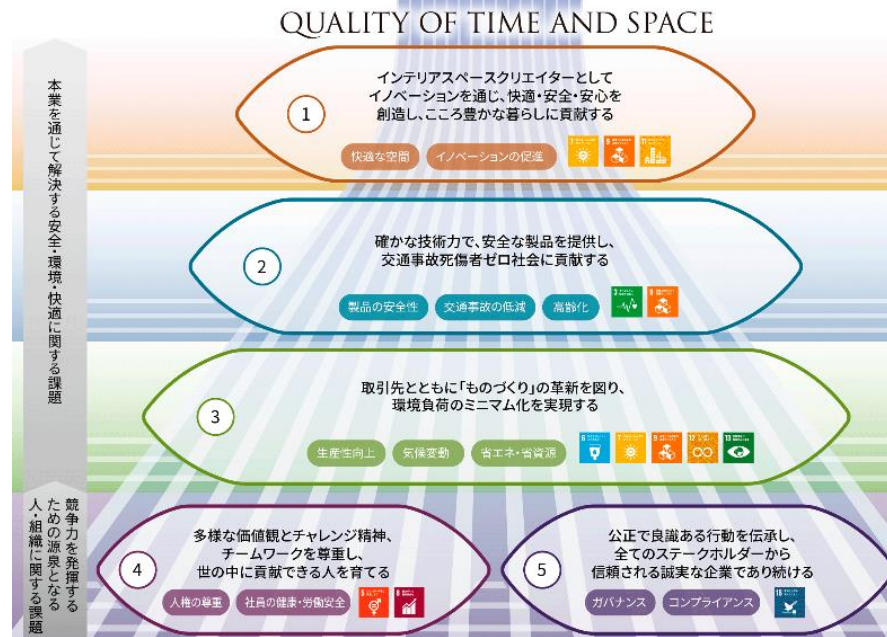 QUALITY OF TIME AND SPACE
本業を通じて解決する安全・環境・快適に関する課題
1
インテリアスペースクリエイターとして
イノベーションを通じ、快適・安全・安心を
創造し、こころ豊かな暮らしに貢献する
快適な空間
イノベーションの促進
7
9
11
2
確かな技術力で、安全な製品を提供し、
交通事故死傷者ゼロ社会に貢献する
製品の安全性
交通事故の低減
高齢化
3
9
3
取引先とともに「ものづくり」の革新を図り、
環境負荷のミニマム化を実現する
生産性向上
気候変動
省エネ・省資源
6
7
9
12
13
競争力を発揮する
ための源泉となる
人・組織に関する課題
4
多様な価値観とチャレンジ精神、
チームワークを尊重し、
世の中に貢献できる人を育てる
人権の尊重
社員の健康・労働安全
5
8
5
公正で良識ある行動を伝承し、
全てのステークホルダーから
信頼される誠実な企業であり続ける
ガバナンス
コンプライアンス
16